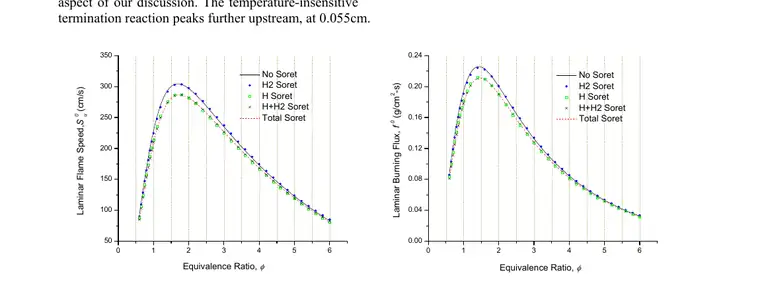 aspect of our discussion. The temperature-insensitive
termination reaction peaks further upstream, at 0.055cm.
350
300
250
200
150
100
50
0 1 2 3 4 5 6
Laminar Flame Speed, S u 0 (cm/s)
Equivalence Ratio, ϕ
No Soret
H2 Soret
H Soret
H+H2 Soret
Total Soret
0.24
0.20
0.16
0.12
0.08
0.04
0.00
0 1 2 3 4 5 6
Laminar Burning Flux, f 0 (g/cm2-s)
Equivalence Ratio, ϕ
No Soret
H2 Soret
H Soret
H+H2 Soret
Total Soret